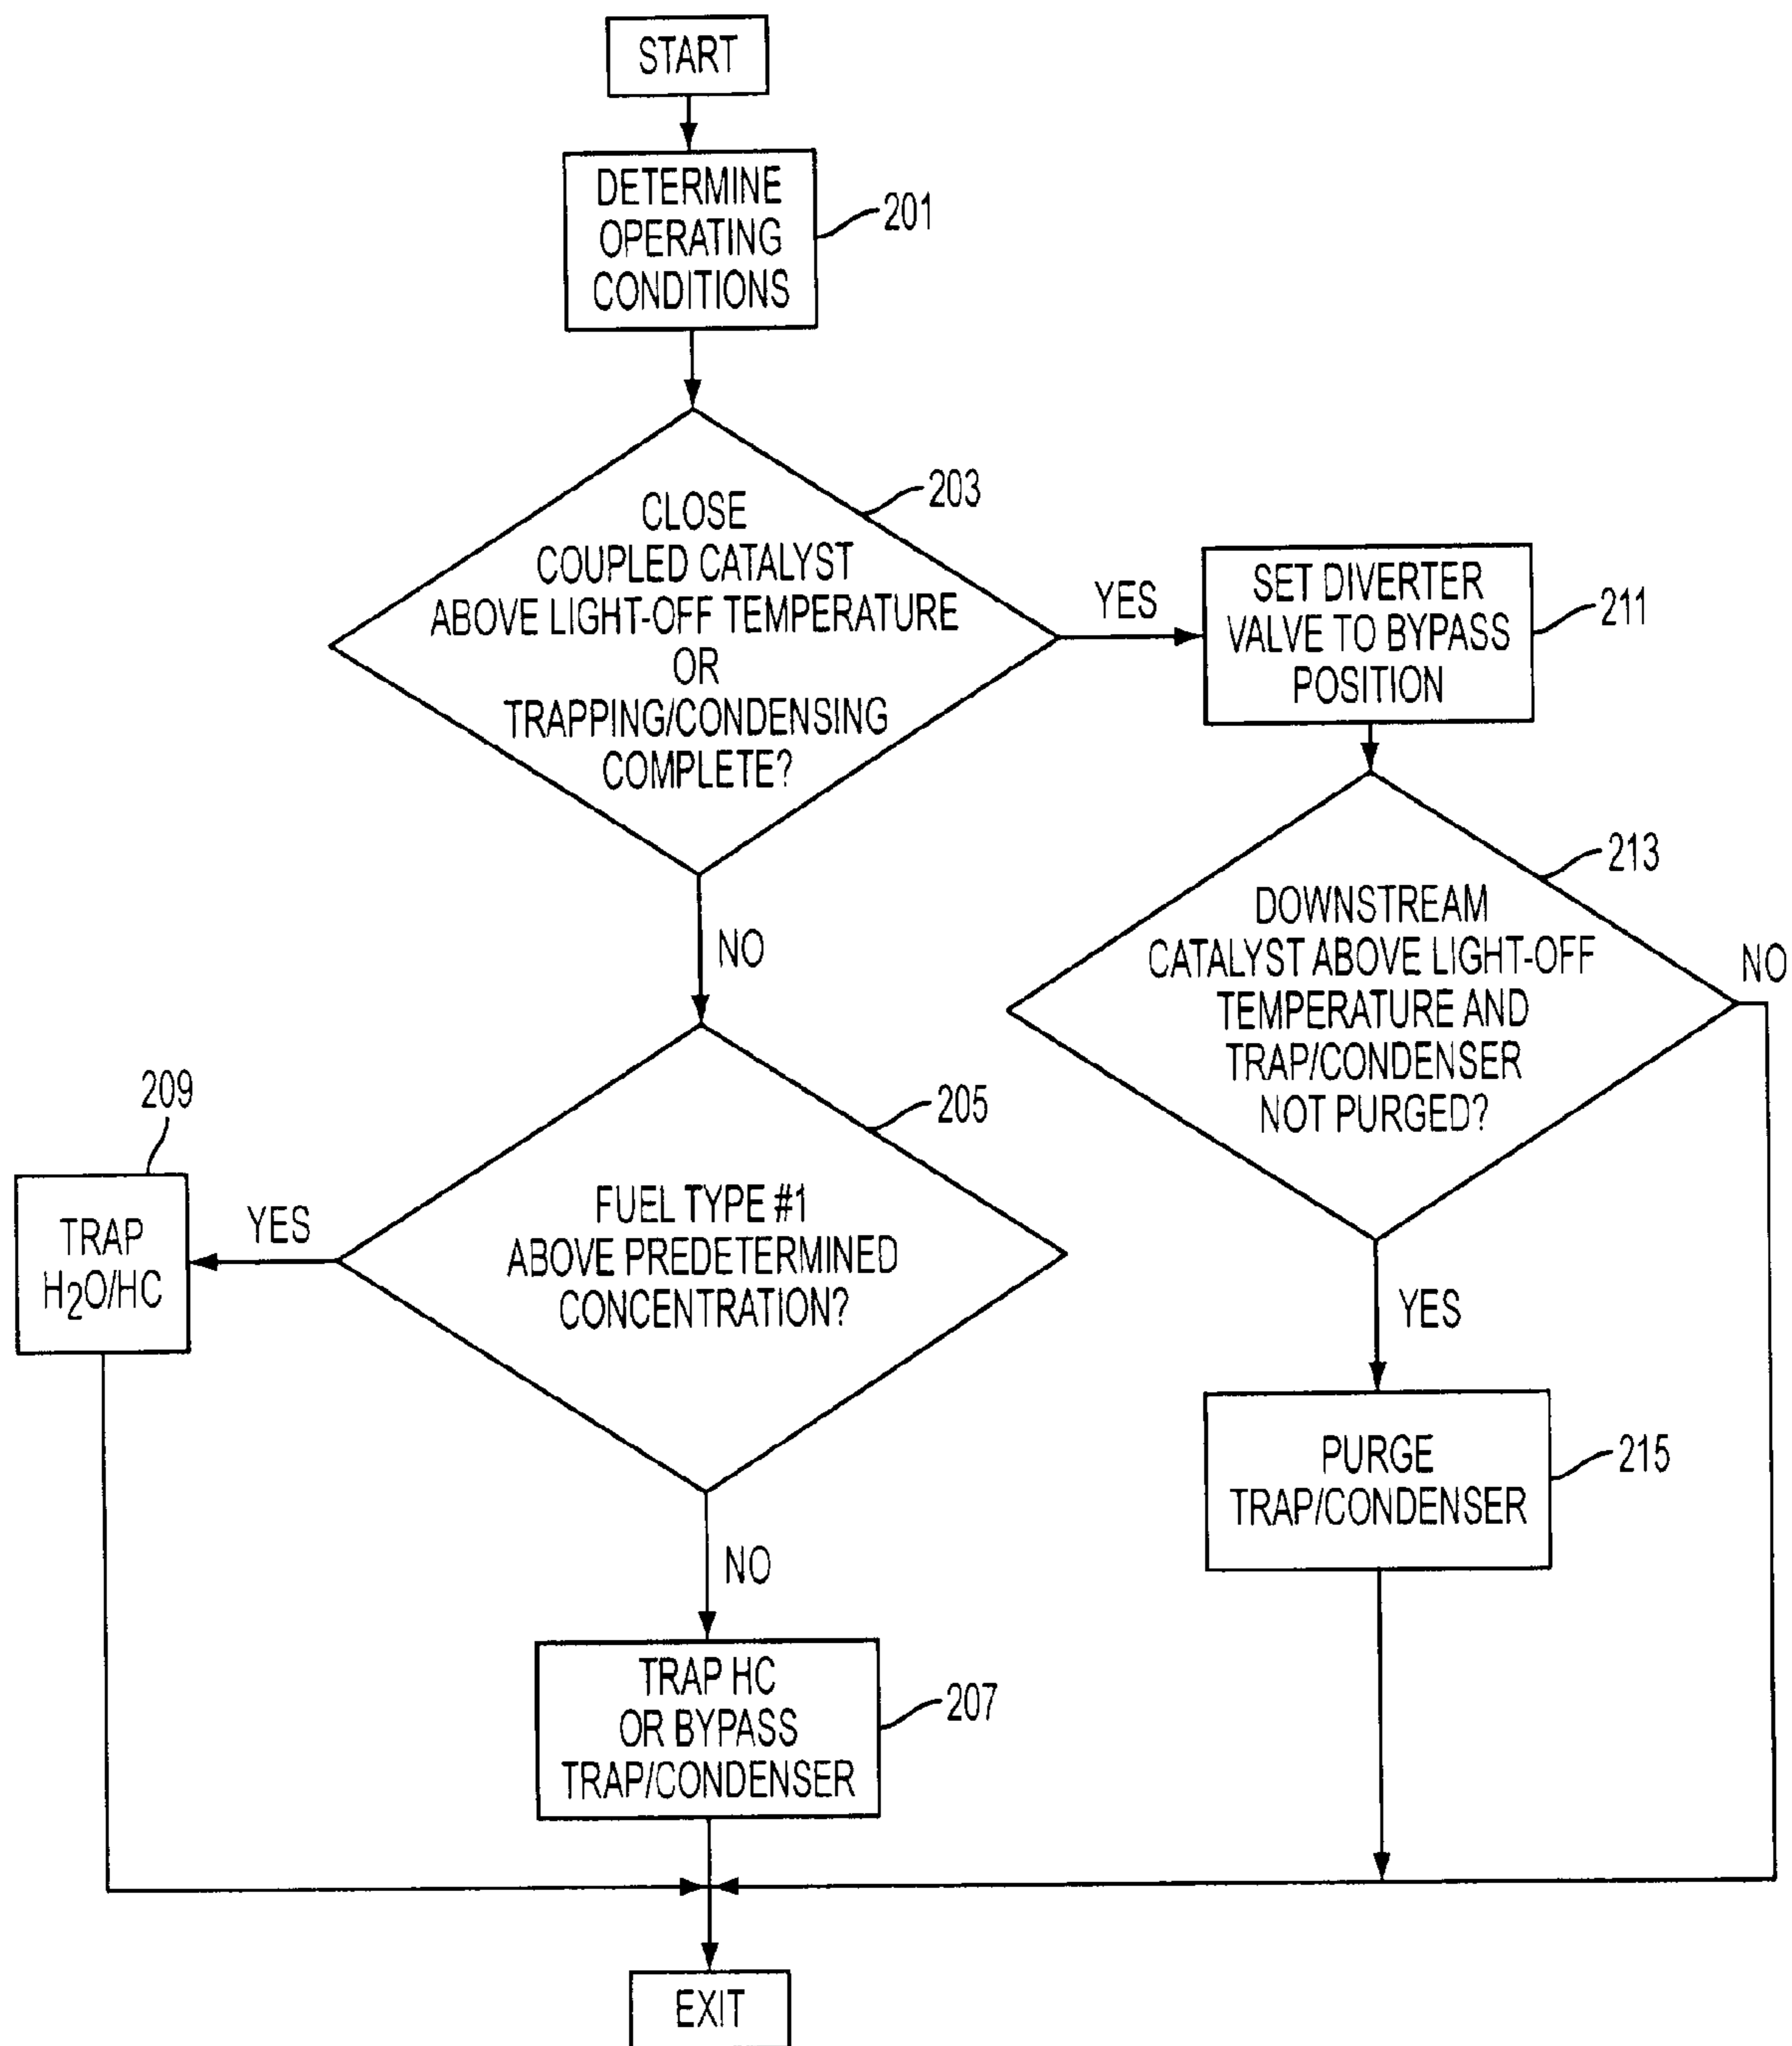 START
DETERMINE
OPERATING
CONDITIONS
201
CLOSE
COUPLED CATALYST
ABOVE LIGHT-OFF TEMPERATURE
OR
TRAPPING/CONDENSING
COMPLETE?
203
YES
SET DIVERTER
VALVE TO BYPASS
POSITION
211
NO
DOWNSTREAM
CATALYST ABOVE LIGHT-OFF
TEMPERATURE AND
TRAP/CONDENSER
NOT PURGED?
213
NO
FUEL TYPE #1
ABOVE PREDETERMINED
CONCENTRATION?
205
YES
209
TRAP
H2O/HC
YES
PURGE
TRAP/CONDENSER
215
NO
TRAP HC
OR BYPASS
TRAP/CONDENSER
207
EXIT